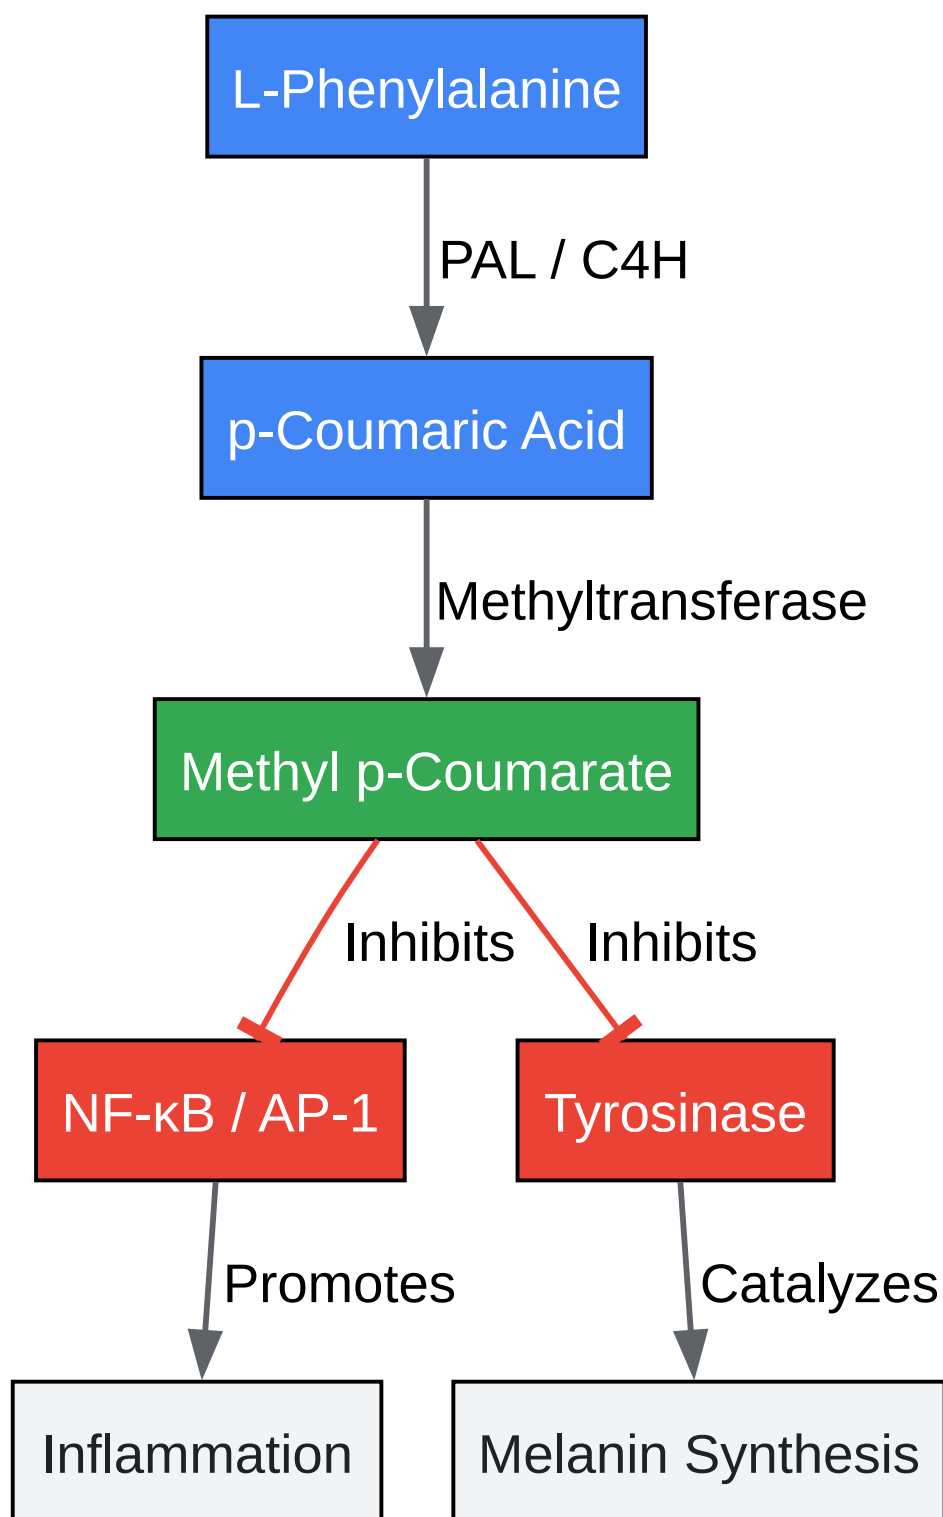 L-Phenylalanine
PAL / C4H
p-Coumaric Acid
Methyltransferase
Methyl p-Coumarate
Inhibits
Inhibits
NF-κB / AP-1
Tyrosinase
Promotes
Catalyzes
Inflammation
Melanin Synthesis